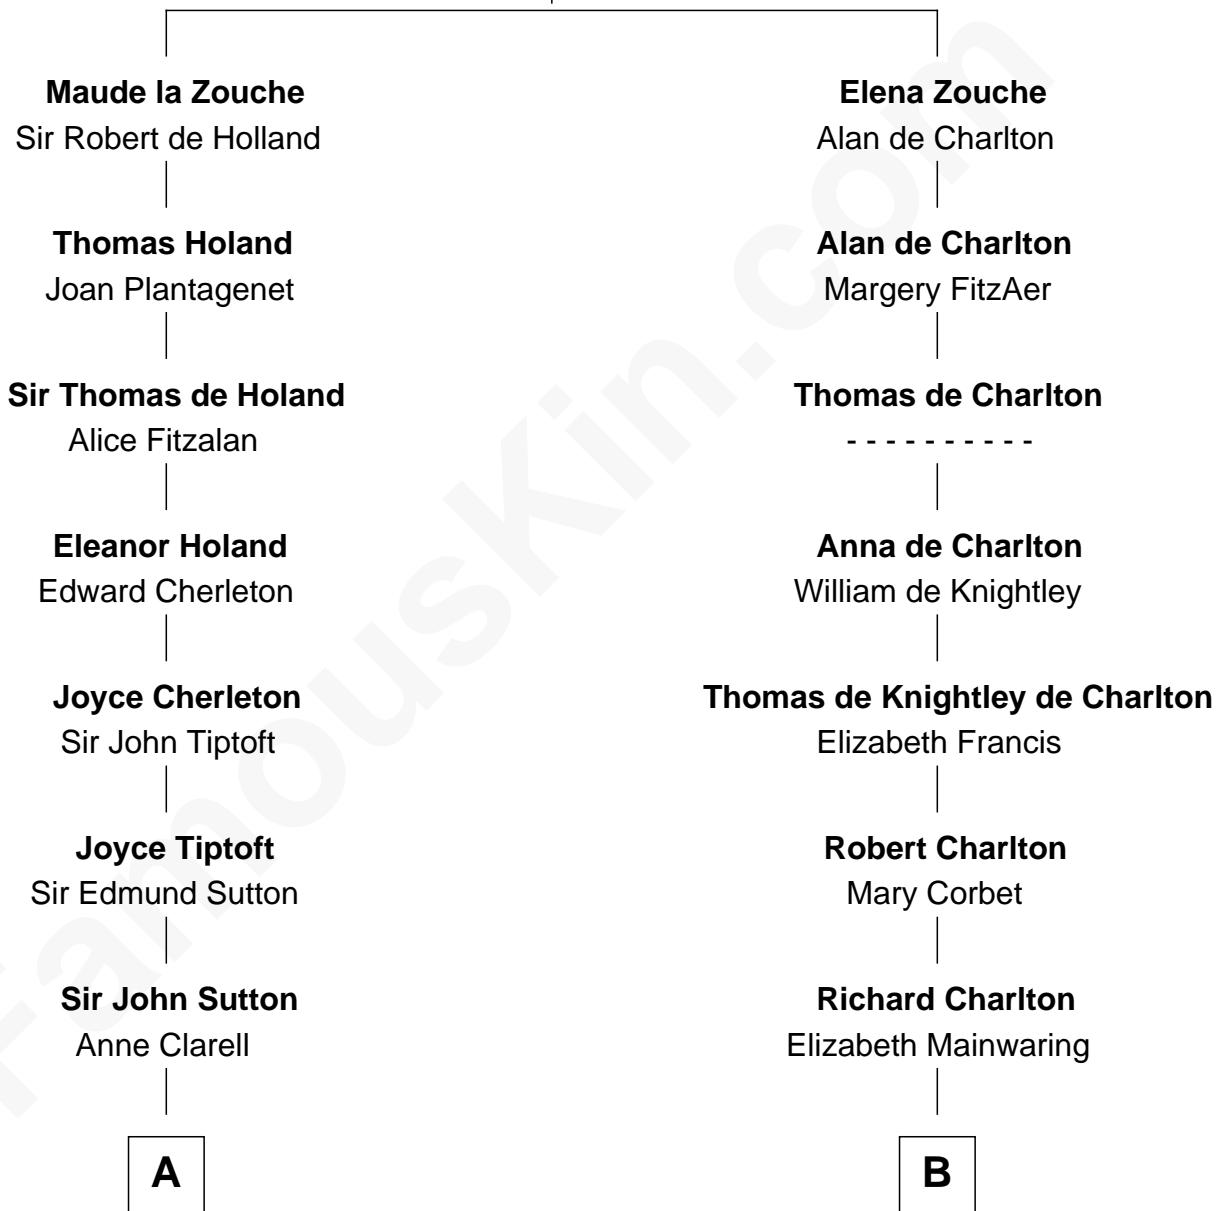 Maude la Zouche
Sir Robert de Holland
Elena Zouche
Alan de Charlton
Thomas Holand
Joan Plantagenet
Alan de Charlton
Margery FitzAer
Sir Thomas de Holand
Alice Fitzalan
Thomas de Charlton
- - - - - - - - - -
Eleanor Holand
Edward Cherleton
Anna de Charlton
William de Knightley
Joyce Cherleton
Sir John Tiptoft
Thomas de Knightley de Charlton
Elizabeth Francis
Joyce Tiptoft
Sir Edmund Sutton
Robert Charlton
Mary Corbet
Sir John Sutton
Anne Clarell
Richard Charlton
Elizabeth Mainwaring
A
B
FamousKin.com